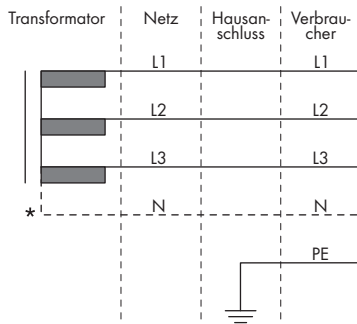 Transformator Netz Hausan-
schluss Verbrau-
cher
L1 L1
L2 L2
L3 L3
* N N
PE